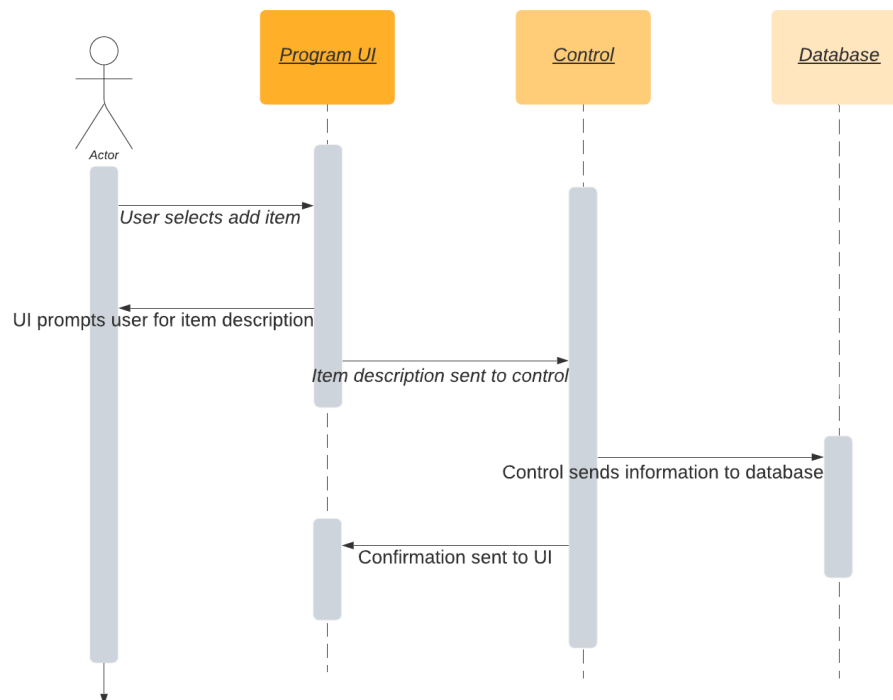 Program UI
Control
Database
Actor
User selects add item
UI prompts user for item description
Item description sent to control
Control sends information to database
Confirmation sent to UI